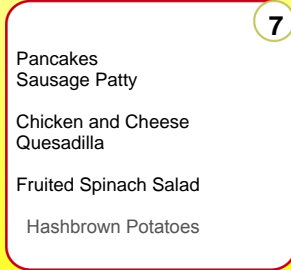 7
Pancakes
Sausage Patty
Chicken and Cheese
Quesadilla
Fruited Spinach Salad
Hashbrown Potatoes